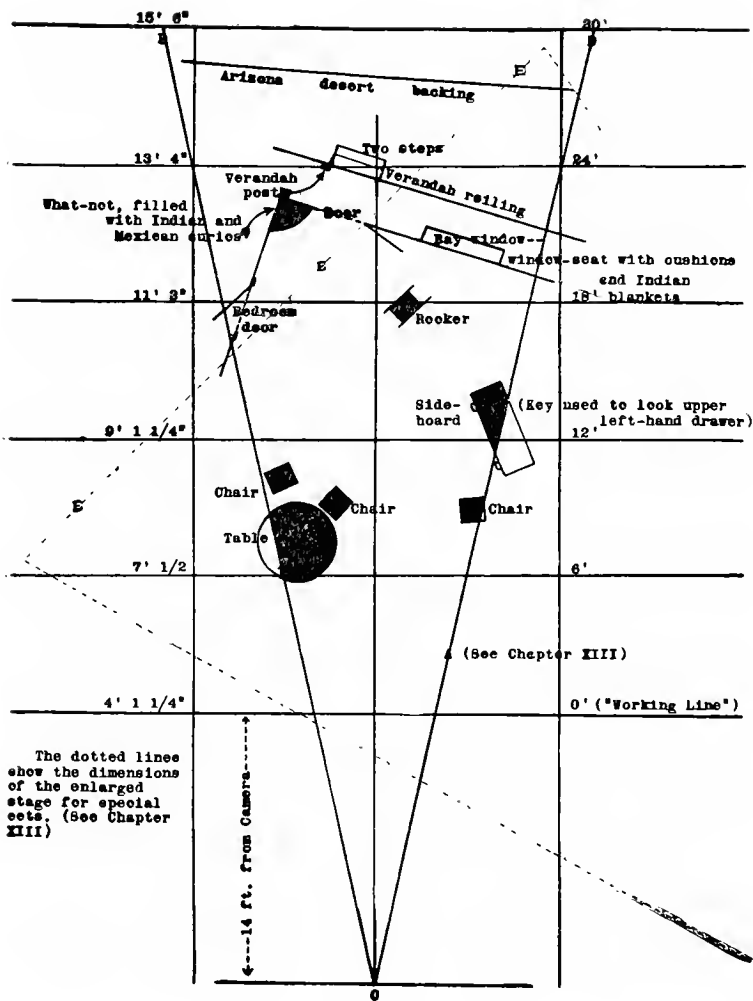 15' 6"
30'
B
B
E
Arizona desert backing
Two steps
13' 4"
24'
Verandah
post
Verandah railing
What-not, filled
with Indian and
Mexican curios
Door
Bay window
window-seat with cushions
and Indian
blankets
E
11' 3"
18'
Bedroom
door
Rocker
Side-
board
(Key used to lock upper
left-hand drawer)
9' 1 1/4"
12'
Chair
Chair
Chair
E
Table
7' 1/2
6'
A (See Chapter XIII)
4' 1 1/4"
0' ("Working Line")
The dotted lines
show the dimensions
of the enlarged
stage for special
sets. (See Chapter
XIII)
14 ft. from Camera
0